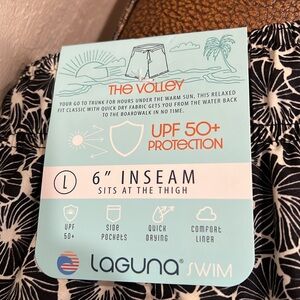 THE VOLLEY
YOUR GO TO TRUNK FOR HOURS UNDER THE WARM SUN, THIS RELAXED
FIT CLASSIC WITH QUICK DRY FABRIC GETS YOU FROM THE WATER BACK
TO THE BOARDWALK IN NO TIME.
UPF 50+
PROTECTION
L
6" INSEAM
SITS AT THE THIGH
UPF
50+
SIDE
POCKETS
QUICK
DRYING
COMFORT
LINER
LAGUNA® SWIM